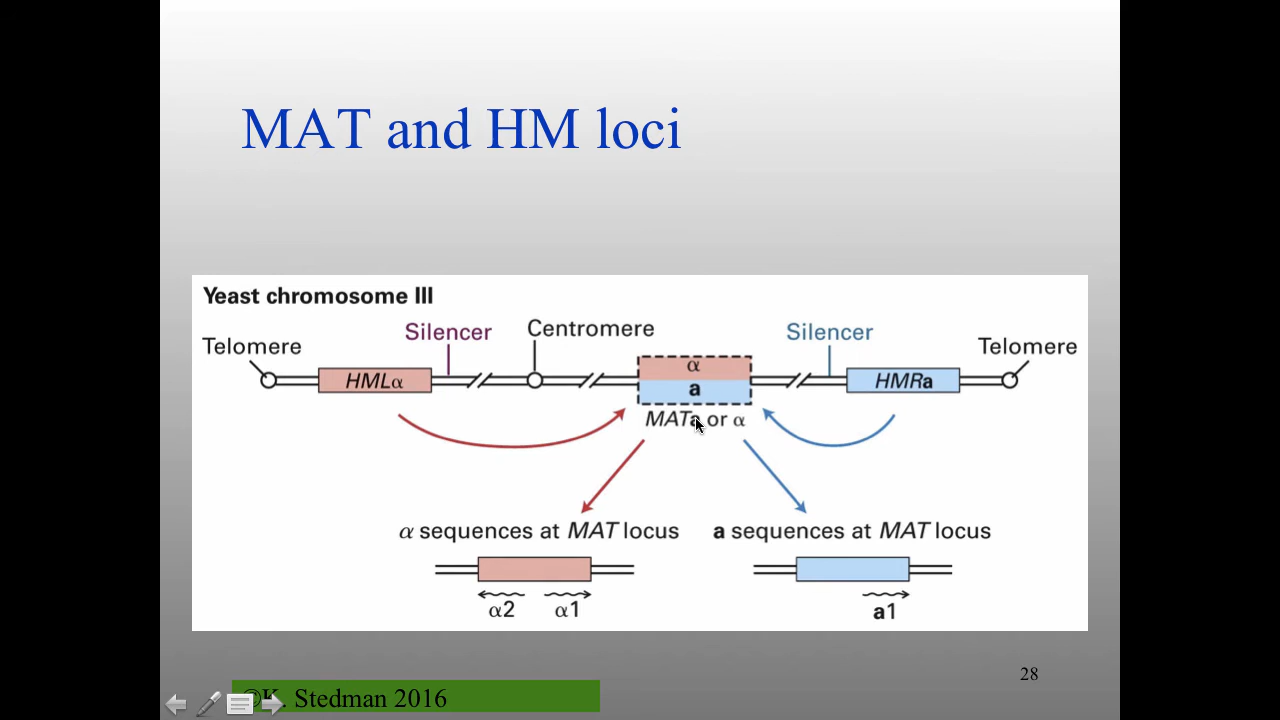 MAT and HM loci
Yeast chromosome III
Telomere
Silencer
Centromere
Silencer
Telomere
HMLα
α
a
HMRa
MATa or α
α sequences at MAT locus
a sequences at MAT locus
α2
α1
a1
28
©K. Stedman 2016